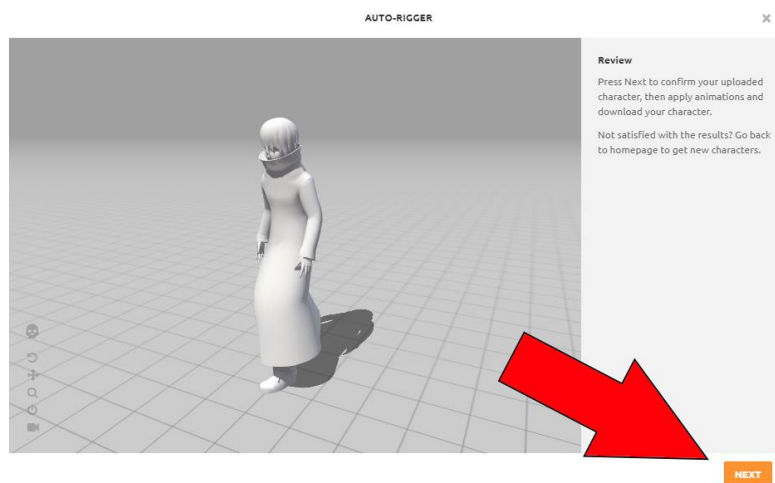 AUTO-RIGGER
Review
Press Next to confirm your uploaded
character, then apply animations and
download your character.
Not satisfied with the results? Go back
to homepage to get new characters.
NEXT